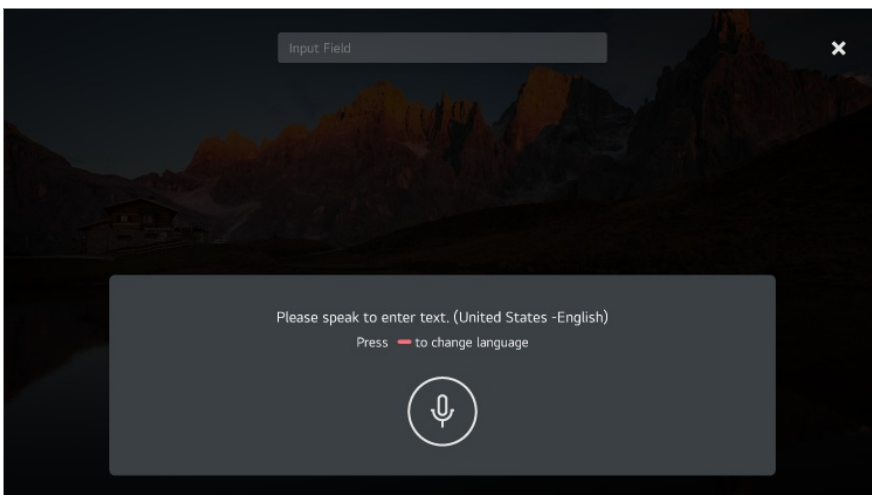 Input Field
Please speak to enter text. (United States -English)
Press to change language